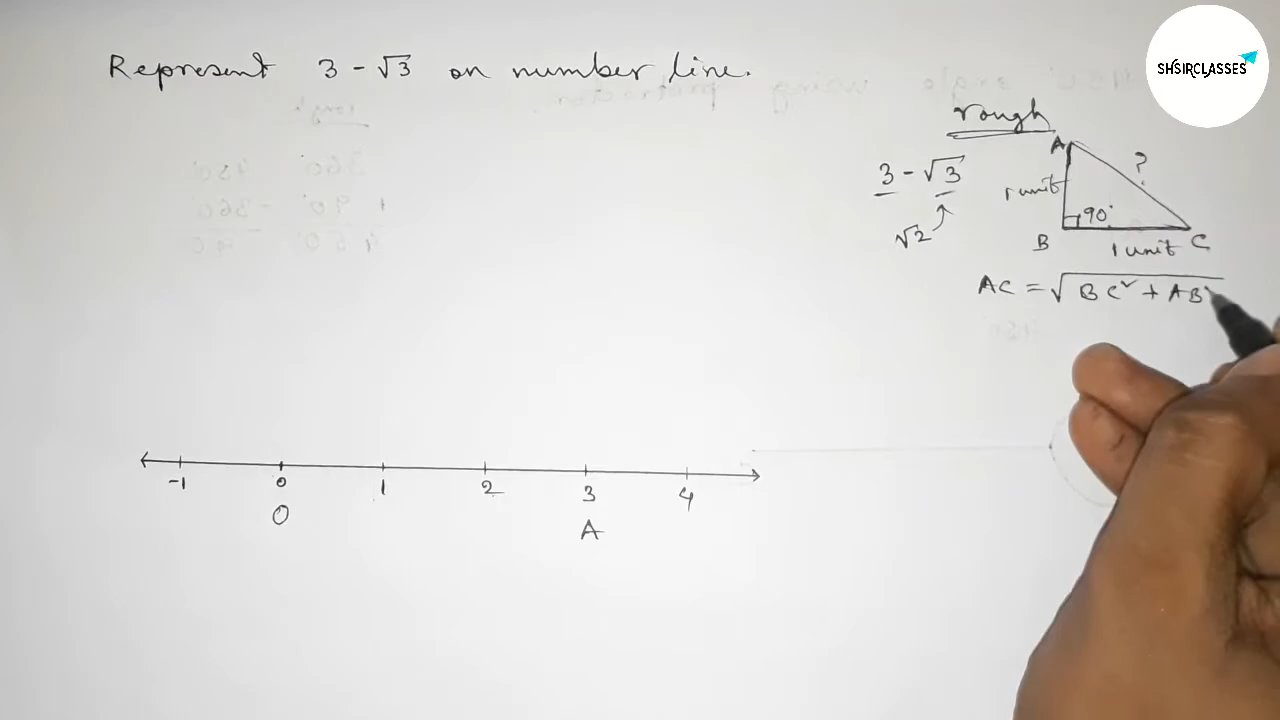 Represent 3 - √3 on number line.
SHSIRCLASSES
rough
3 - √3
√2
A
?
1 unit
90°
B
1 unit
C
AC = √BC² + AB²
-1 0 1 2 3 4
O
A